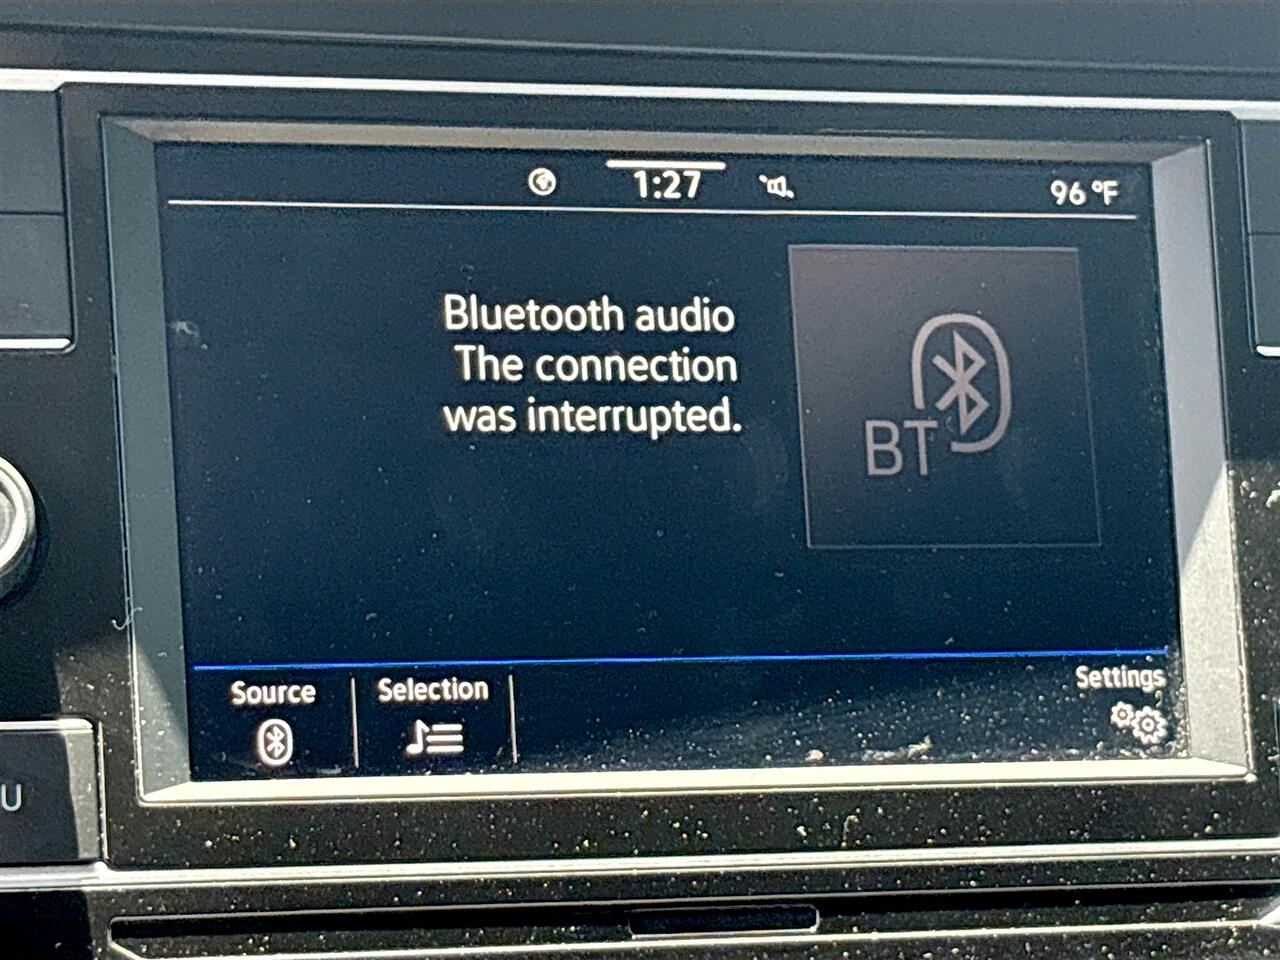 1:27
96 °F
Bluetooth audio
The connection
was interrupted.
BT
Source
Selection
Settings
U